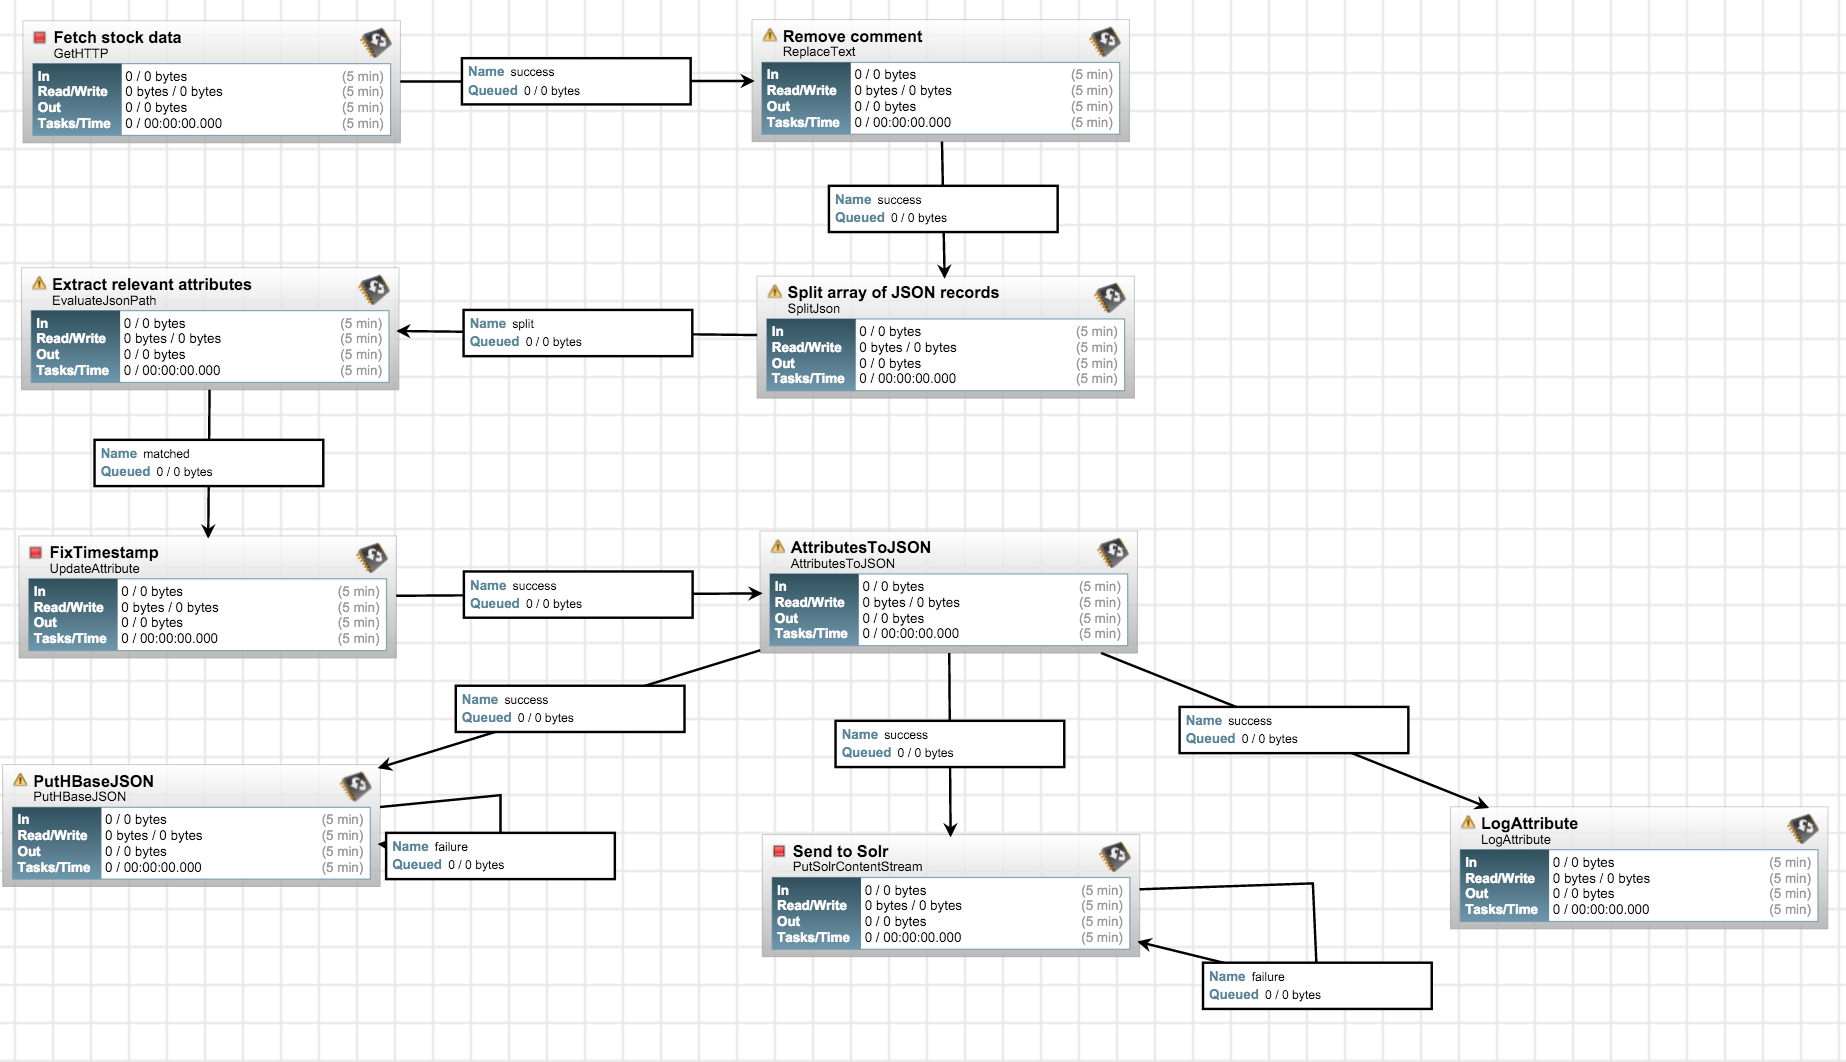 Fetch stock data
GetHTTP
In 0 / 0 bytes (5 min)
Read/Write 0 bytes / 0 bytes (5 min)
Out 0 / 0 bytes (5 min)
Tasks/Time 0 / 00:00:00.000 (5 min)
Name success
Queued 0 / 0 bytes
Remove comment
ReplaceText
In 0 / 0 bytes (5 min)
Read/Write 0 bytes / 0 bytes (5 min)
Out 0 / 0 bytes (5 min)
Tasks/Time 0 / 00:00:00.000 (5 min)
Name success
Queued 0 / 0 bytes
Split array of JSON records
SplitJson
In 0 / 0 bytes (5 min)
Read/Write 0 bytes / 0 bytes (5 min)
Out 0 / 0 bytes (5 min)
Tasks/Time 0 / 00:00:00.000 (5 min)
Name split
Queued 0 / 0 bytes
Extract relevant attributes
EvaluateJsonPath
In 0 / 0 bytes (5 min)
Read/Write 0 bytes / 0 bytes (5 min)
Out 0 / 0 bytes (5 min)
Tasks/Time 0 / 00:00:00.000 (5 min)
Name matched
Queued 0 / 0 bytes
FixTimestamp
UpdateAttribute
In 0 / 0 bytes (5 min)
Read/Write 0 bytes / 0 bytes (5 min)
Out 0 / 0 bytes (5 min)
Tasks/Time 0 / 00:00:00.000 (5 min)
Name success
Queued 0 / 0 bytes
AttributesToJSON
AttributesToJSON
In 0 / 0 bytes (5 min)
Read/Write 0 bytes / 0 bytes (5 min)
Out 0 / 0 bytes (5 min)
Tasks/Time 0 / 00:00:00.000 (5 min)
Name success
Queued 0 / 0 bytes
Name success
Queued 0 / 0 bytes
Name success
Queued 0 / 0 bytes
PutHBaseJSON
PutHBaseJSON
In 0 / 0 bytes (5 min)
Read/Write 0 bytes / 0 bytes (5 min)
Out 0 / 0 bytes (5 min)
Tasks/Time 0 / 00:00:00.000 (5 min)
Name failure
Queued 0 / 0 bytes
Send to Solr
PutSolrContentStream
In 0 / 0 bytes (5 min)
Read/Write 0 bytes / 0 bytes (5 min)
Out 0 / 0 bytes (5 min)
Tasks/Time 0 / 00:00:00.000 (5 min)
Name failure
Queued 0 / 0 bytes
LogAttribute
LogAttribute
In 0 / 0 bytes (5 min)
Read/Write 0 bytes / 0 bytes (5 min)
Out 0 / 0 bytes (5 min)
Tasks/Time 0 / 00:00:00.000 (5 min)